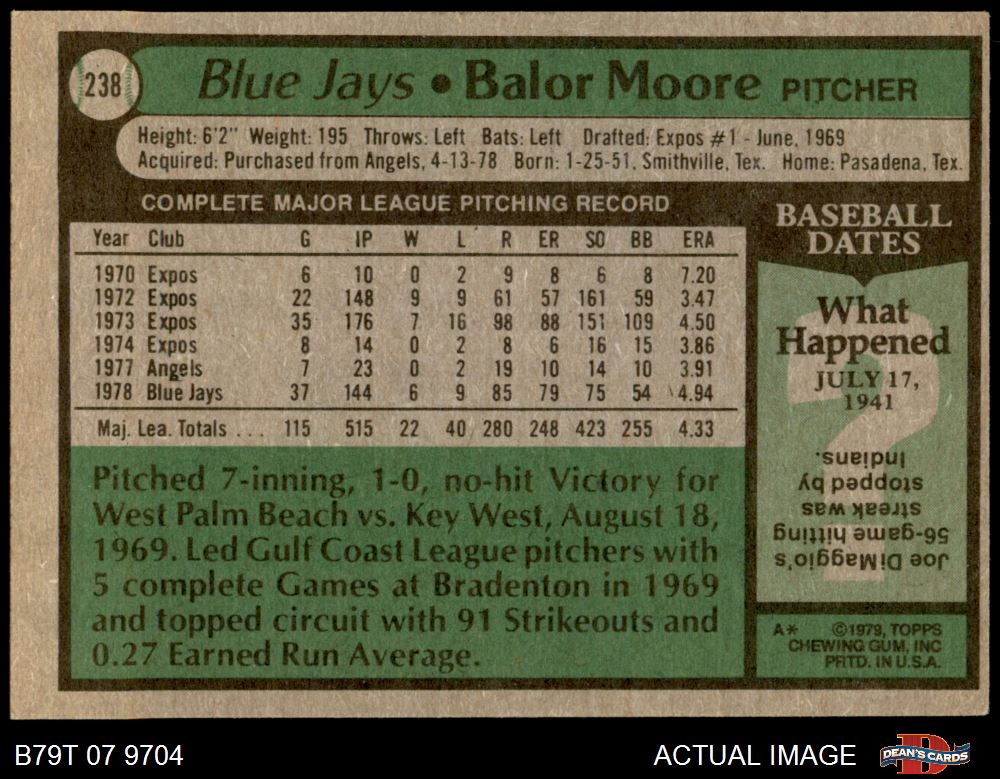 238
Blue Jays • Balor Moore PITCHER
Height: 6'2" Weight: 195 Throws: Left Bats: Left Drafted: Expos #1 - June, 1969
Acquired: Purchased from Angels, 4-13-78 Born: 1-25-51, Smithville, Tex. Home: Pasadena, Tex.
COMPLETE MAJOR LEAGUE PITCHING RECORD
Year Club G IP W L R ER SO BB ERA
1970 Expos 6 10 0 2 9 8 6 8 7.20
1972 Expos 22 148 9 9 61 57 161 59 3.47
1973 Expos 35 176 7 16 98 88 151 109 4.50
1974 Expos 8 14 0 2 8 6 16 15 3.86
1977 Angels 7 23 0 2 19 10 14 10 3.91
1978 Blue Jays 37 144 6 9 85 79 75 54 4.94
Maj. Lea. Totals ... 115 515 22 40 280 248 423 255 4.33
Pitched 7-inning, 1-0, no-hit Victory for
West Palm Beach vs. Key West, August 18,
1969. Led Gulf Coast League pitchers with
5 complete Games at Bradenton in 1969
and topped circuit with 91 Strikeouts and
0.27 Earned Run Average.
BASEBALL
DATES
What
Happened
JULY 17,
1941
?
Joe DiMaggio's
56-game hitting
streak was
stopped by
Indians.
A* ©1979, TOPPS
CHEWING GUM, INC
PRTD. IN U.S.A.
B79T 07 9704
ACTUAL IMAGE
D
DEAN'S CARDS